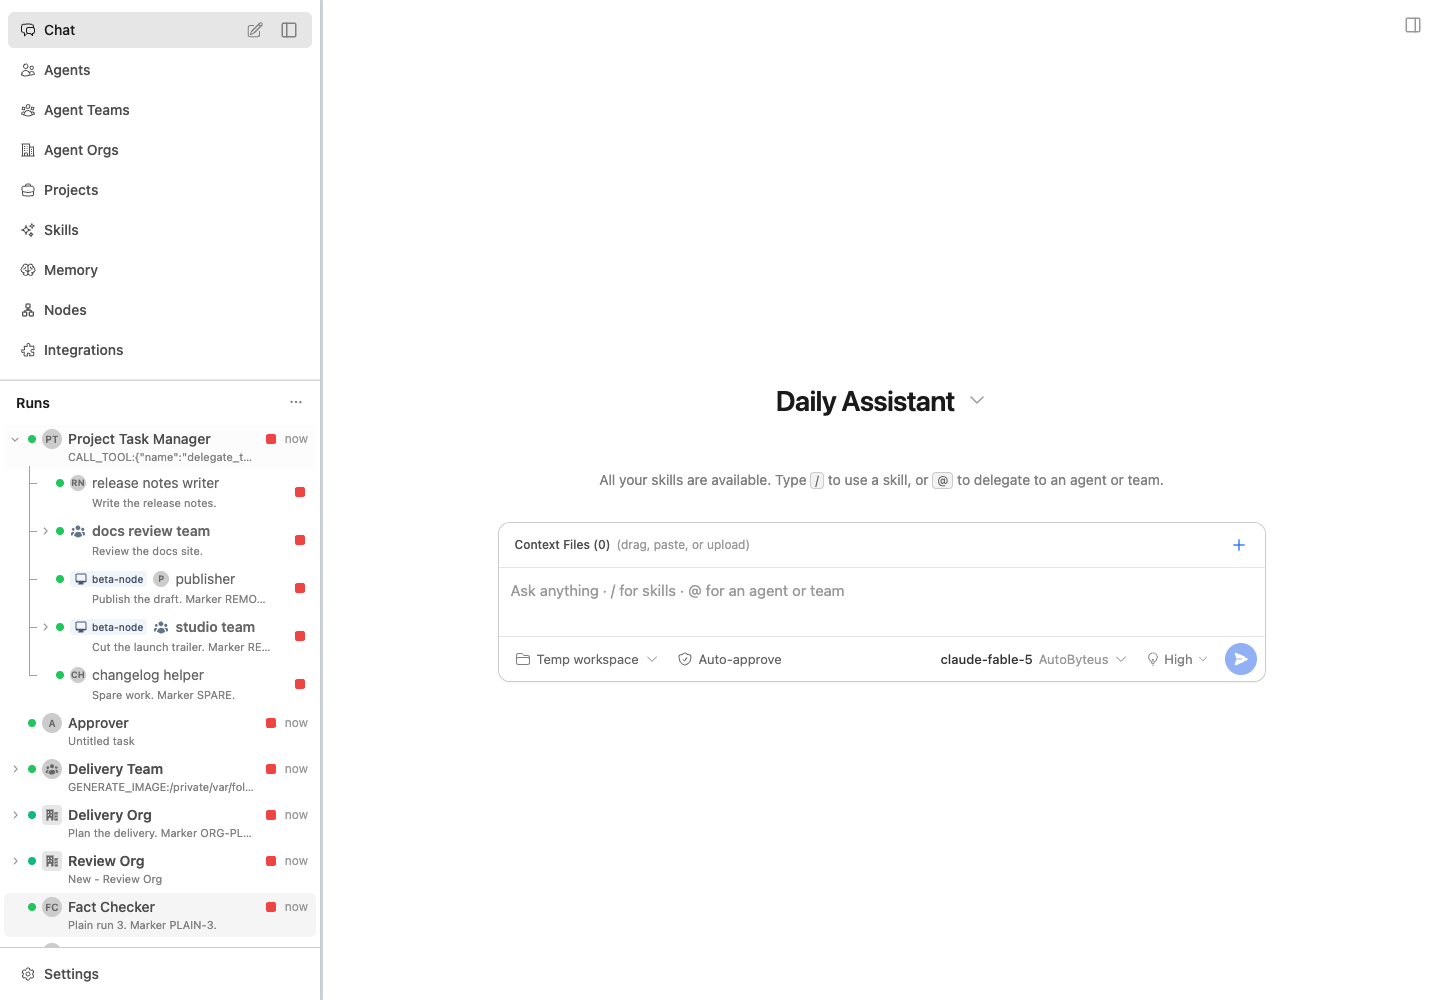 Chat
Agents
Agent Teams
Agent Orgs
Projects
Skills
Memory
Nodes
Integrations
Runs
PT Project Task Manager now
CALL_TOOL:{"name":"delegate_t...
RN release notes writer
Write the release notes.
docs review team
Review the docs site.
beta-node P publisher
Publish the draft. Marker REMO...
beta-node studio team
Cut the launch trailer. Marker RE...
CH changelog helper
Spare work. Marker SPARE.
A Approver now
Untitled task
Delivery Team now
GENERATE_IMAGE:/private/var/fol...
Delivery Org now
Plan the delivery. Marker ORG-PL...
Review Org now
New - Review Org
FC Fact Checker now
Plain run 3. Marker PLAIN-3.
Settings
Daily Assistant
All your skills are available. Type / to use a skill, or @ to delegate to an agent or team.
Context Files (0) (drag, paste, or upload)
Ask anything · / for skills · @ for an agent or team
Temp workspace Auto-approve claude-fable-5 AutoByteus High